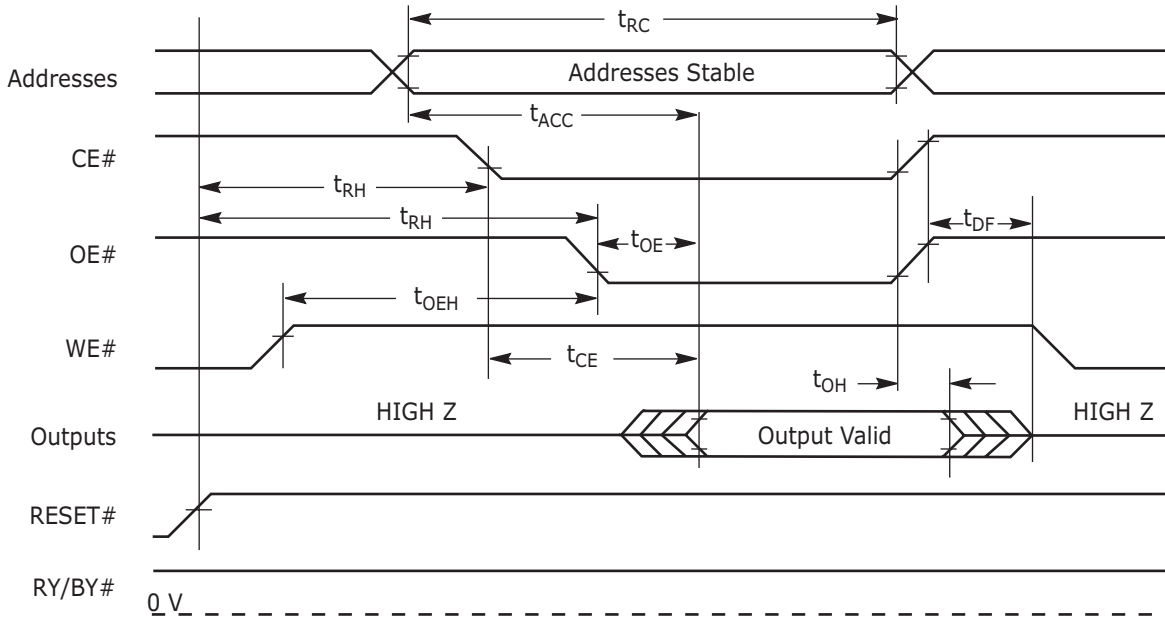 tRC
Addresses
Addresses Stable
tACC
CE#
tRH
tRH
tDF
OE#
tOE
tOEH
WE#
tCE
tOH
HIGH Z
HIGH Z
Outputs
Output Valid
RESET#
RY/BY#
0 V